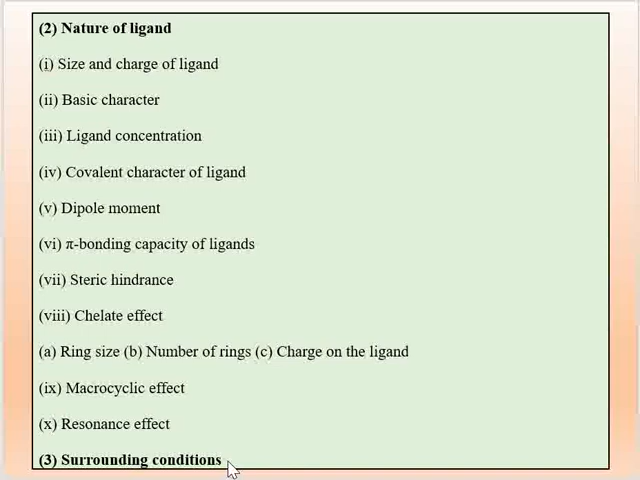 (2) Nature of ligand
(i) Size and charge of ligand
(ii) Basic character
(iii) Ligand concentration
(iv) Covalent character of ligand
(v) Dipole moment
(vi) π-bonding capacity of ligands
(vii) Steric hindrance
(viii) Chelate effect
(a) Ring size (b) Number of rings (c) Charge on the ligand
(ix) Macrocyclic effect
(x) Resonance effect
(3) Surrounding conditions